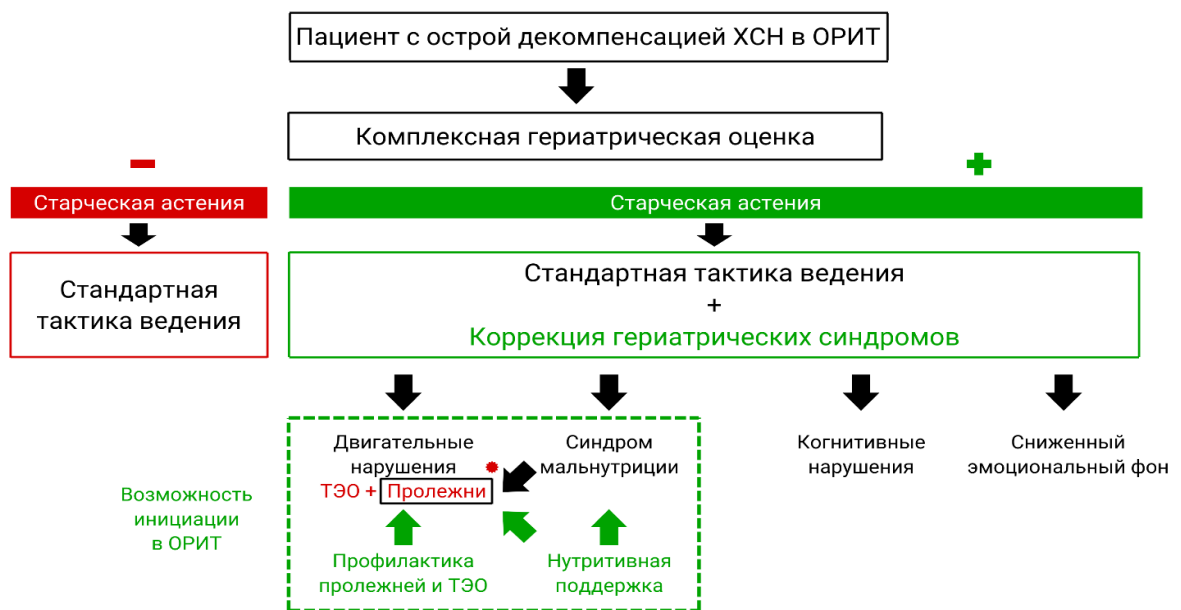 Пациент с острой декомпенсацией ХСН в ОРИТ
Комплексная гериатрическая оценка
Старческая астения
Старческая астения
Стандартная
тактика ведения
Стандартная тактика ведения
+
Коррекция гериатрических синдромов
Двигательные
нарушения
ТЭО + Пролежни
Синдром
мальнутриции
Когнитивные
нарушения
Сниженный
эмоциональный фон
Возможность
инициации
в ОРИТ
Профилактика
пролежней и ТЭО
Нутритивная
поддержка